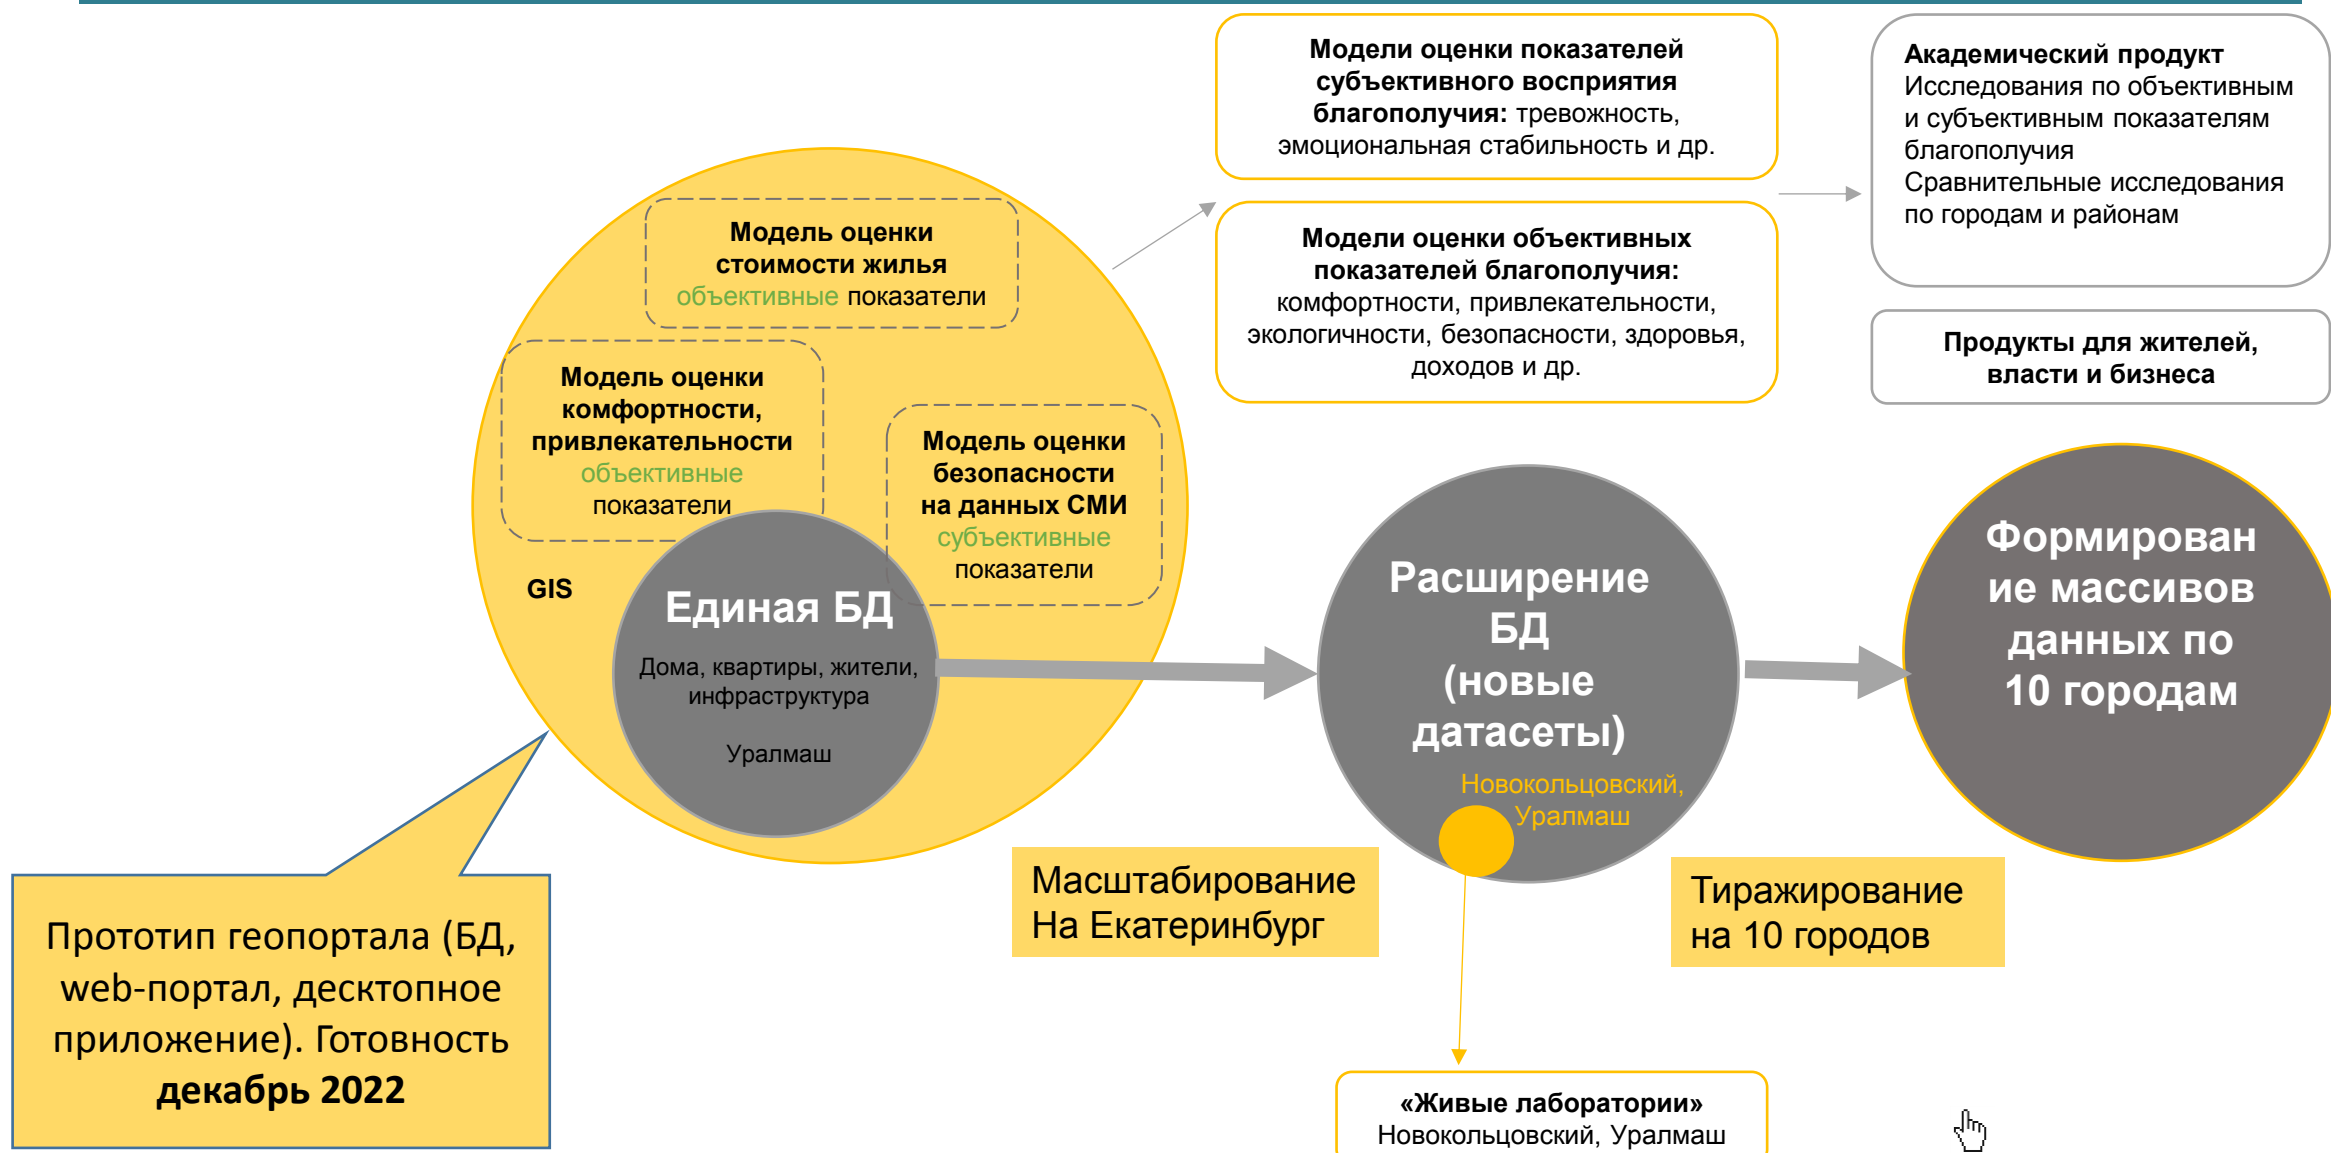 Модели оценки показателей
субъективного восприятия
благополучия: тревожность,
эмоциональная стабильность и др.
Академический продукт
Исследования по объективным
и субъективным показателям
благополучия
Сравнительные исследования
по городам и районам
Модель оценки
стоимости жилья
объективные показатели
Модели оценки объективных
показателей благополучия:
комфортности, привлекательности,
экологичности, безопасности, здоровья,
доходов и др.
Продукты для жителей,
власти и бизнеса
Модель оценки
комфортности,
привлекательности
объективные
показатели
Модель оценки
безопасности
на данных СМИ
субъективные
показатели
GIS
Единая БД
Дома, квартиры, жители,
инфраструктура
Уралмаш
Расширение
БД
(новые
датасеты)
Новокольцовский,
Уралмаш
Формирован
ие массивов
данных по
10 городам
Масштабирование
На Екатеринбург
Тиражирование
на 10 городов
Прототип геопортала (БД,
web-портал, десктопное
приложение). Готовность
декабрь 2022
«Живые лаборатории»
Новокольцовский, Уралмаш